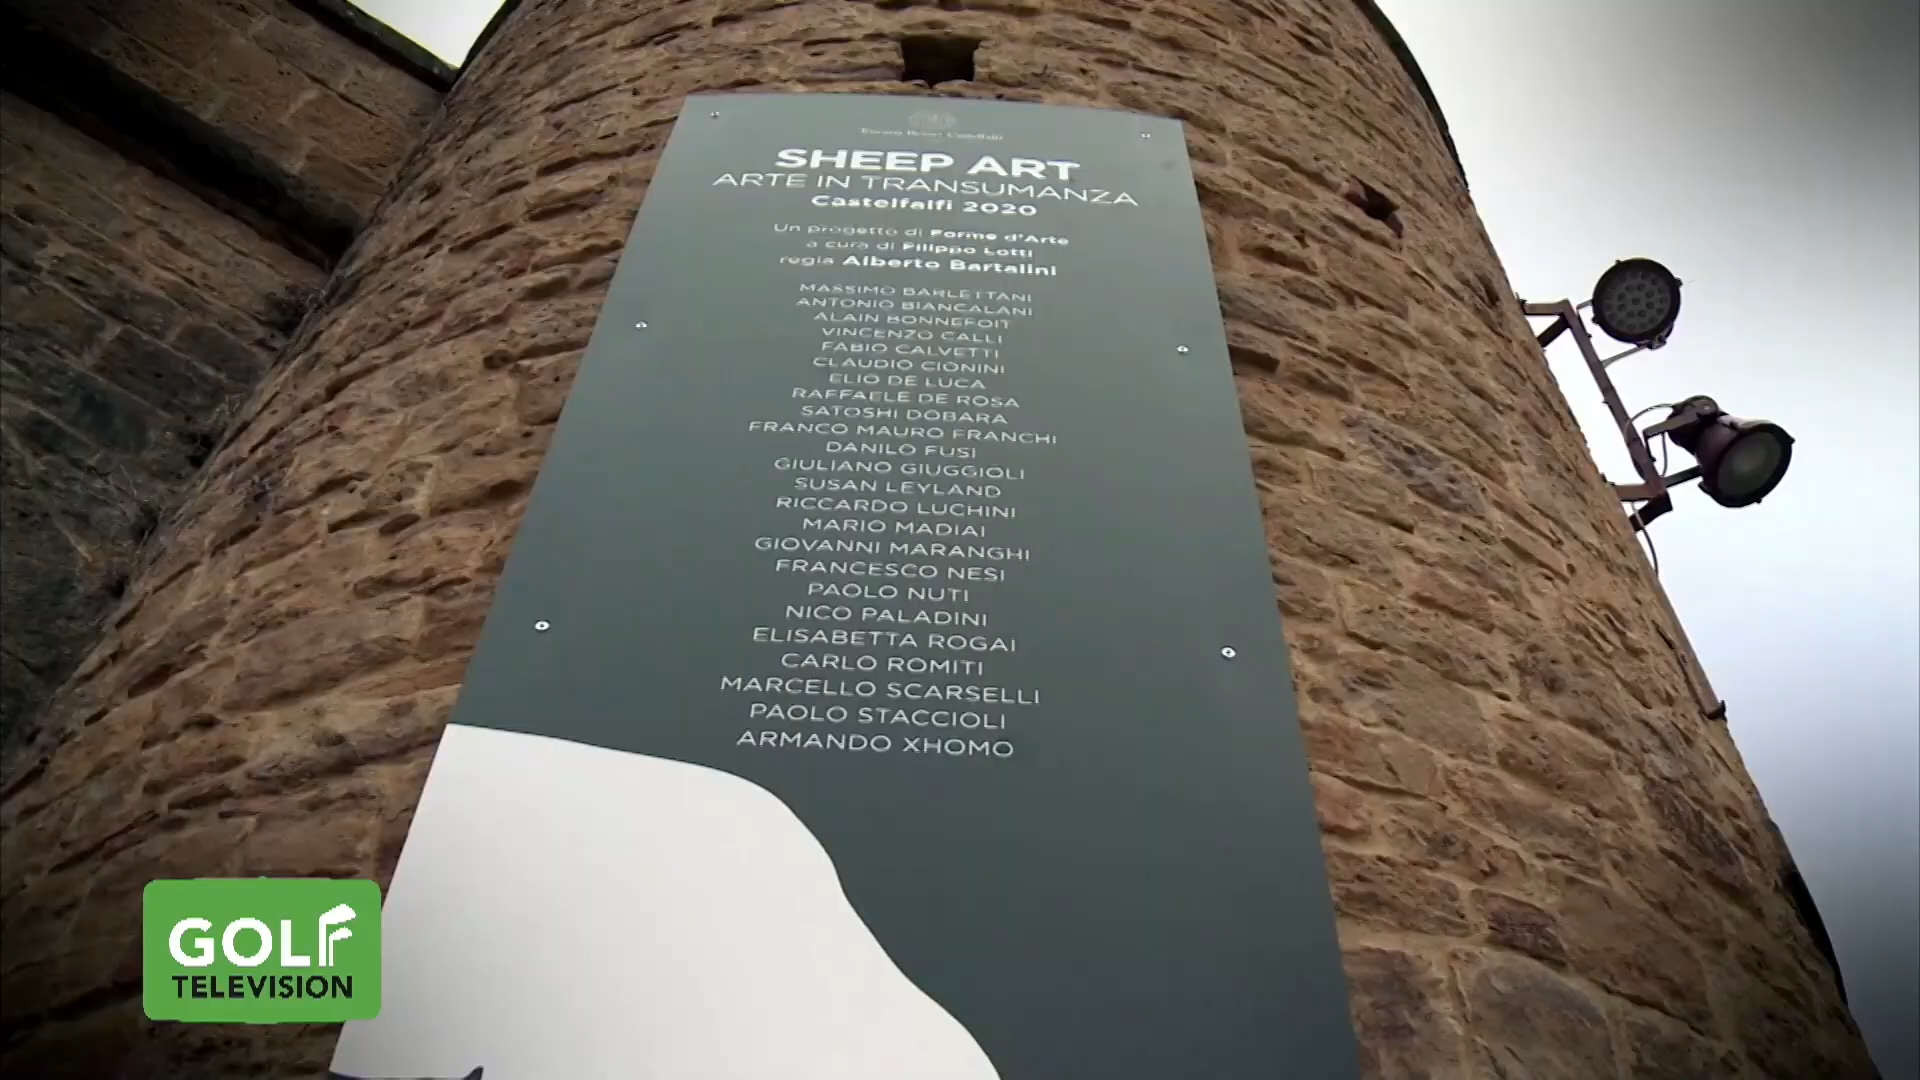 Toscana Resort Castelfalfi
SHEEP ART
ARTE IN TRANSUMANZA
Castelfalfi 2020
Un progetto di Forme d'Arte
a cura di Filippo Lotti
regia Alberto Bartalini
MASSIMO BARLETTANI
ANTONIO BIANCALANI
ALAIN BONNEFOIT
VINCENZO CALLI
FABIO CALVETTI
CLAUDIO CIONINI
ELIO DE LUCA
RAFFAELE DE ROSA
SATOSHI DOBARA
FRANCO MAURO FRANCHI
DANILO FUSI
GIULIANO GIUGGIOLI
SUSAN LEYLAND
RICCARDO LUCHINI
MARIO MADIAI
GIOVANNI MARANGHI
FRANCESCO NESI
PAOLO NUTI
NICO PALADINI
ELISABETTA ROGAI
CARLO ROMITI
MARCELLO SCARSELLI
PAOLO STACCIOLI
ARMANDO XHOMO
GOLF
TELEVISION